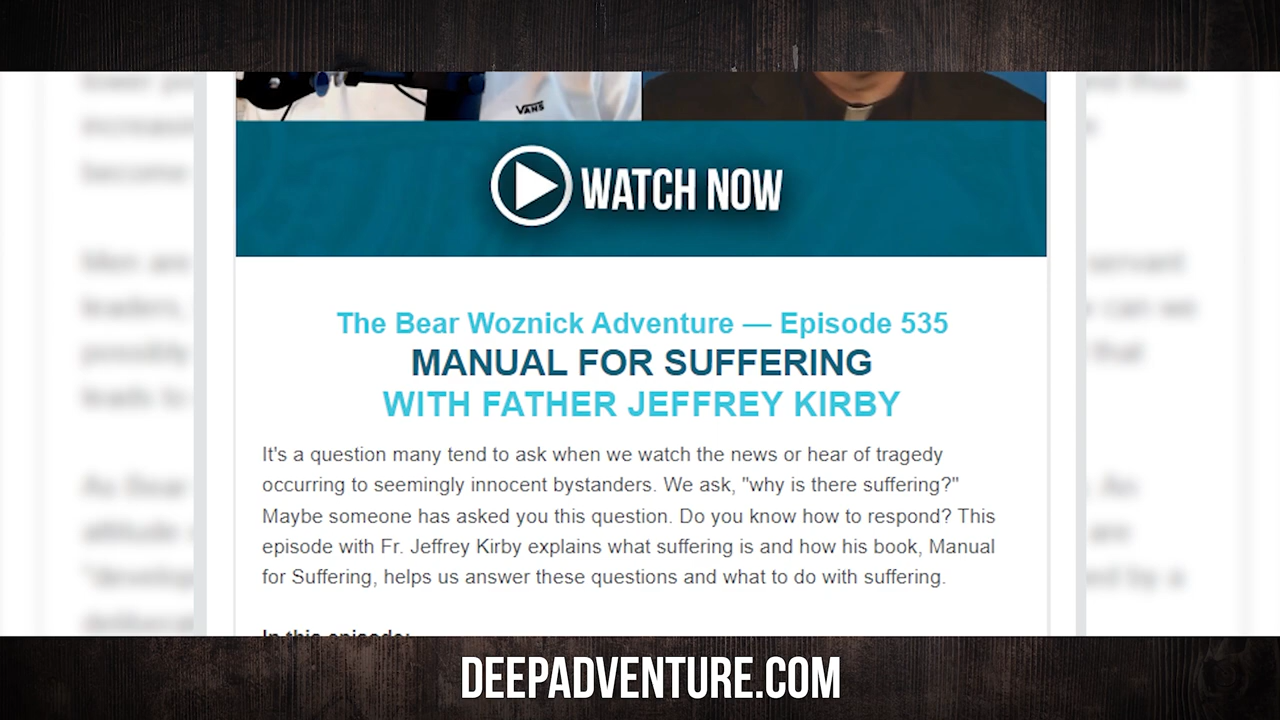 VANS
WATCH NOW
The Bear Woznick Adventure — Episode 535
MANUAL FOR SUFFERING
WITH FATHER JEFFREY KIRBY
It's a question many tend to ask when we watch the news or hear of tragedy
occurring to seemingly innocent bystanders. We ask, "why is there suffering?"
Maybe someone has asked you this question. Do you know how to respond? This
episode with Fr. Jeffrey Kirby explains what suffering is and how his book, Manual
for Suffering, helps us answer these questions and what to do with suffering.
In this episode:
DEEPADVENTURE.COM